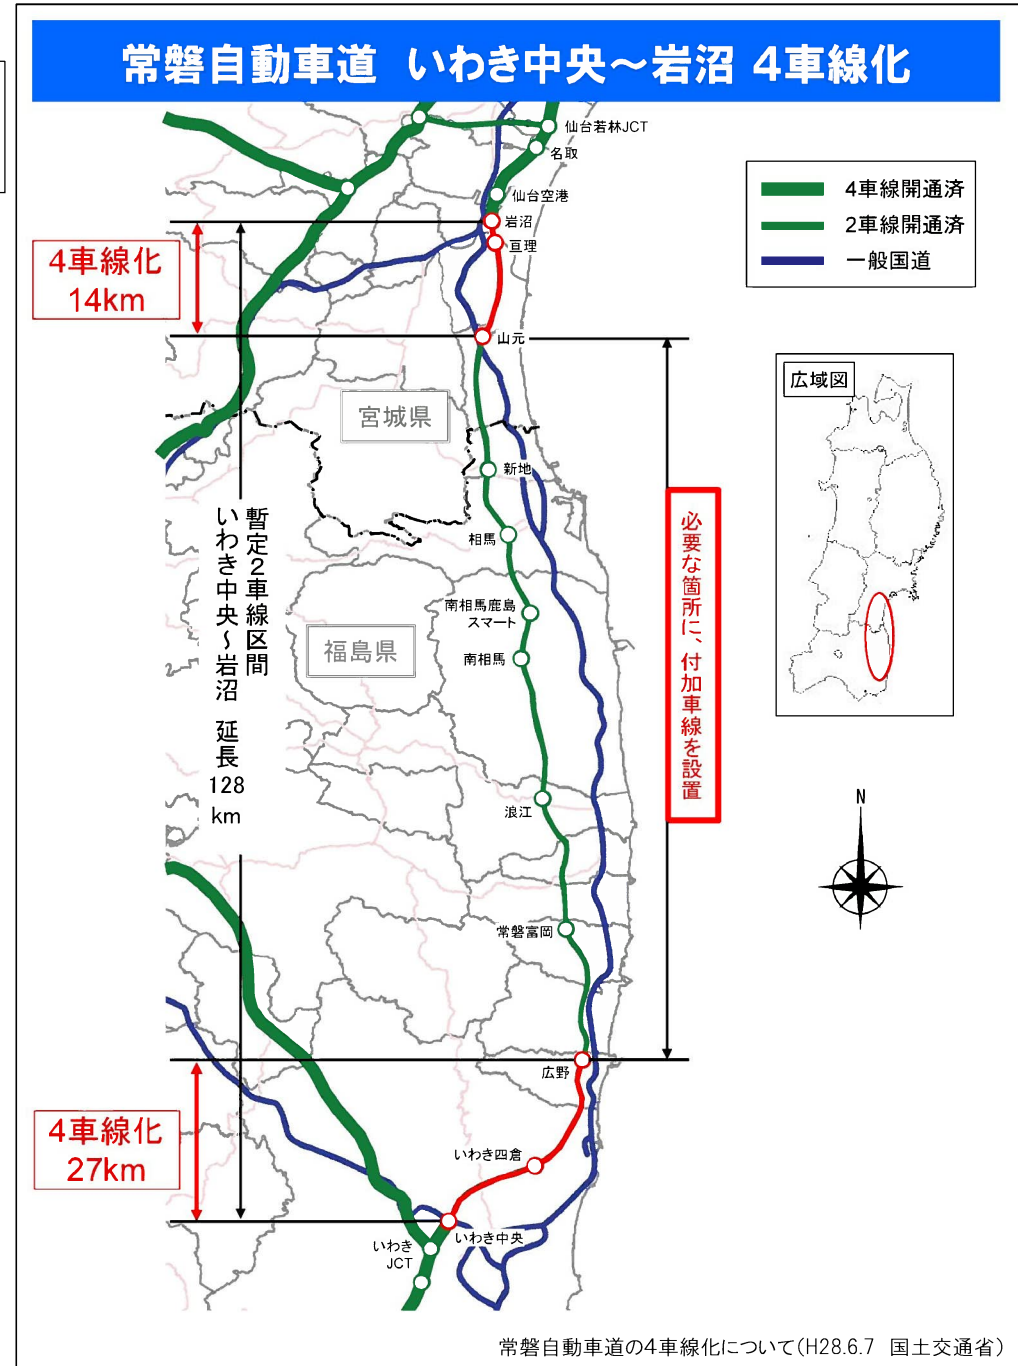 常磐自動車道 いわき中央～岩沼 4車線化
仙台若林JCT
名取
仙台空港
岩沼
亘理
山元
4車線開通済
2車線開通済
一般国道
4車線化
14km
広域図
宮城県
新地
相馬
南相馬鹿島
スマート
南相馬
福島県
暫定2車線区間
いわき中央～岩沼 延長
128
km
必要な箇所に、付加車線を設置
浪江
N
常磐富岡
広野
4車線化
27km
いわき四倉
いわき中央
いわき
JCT
常磐自動車道の4車線化について(H28.6.7 国土交通省)